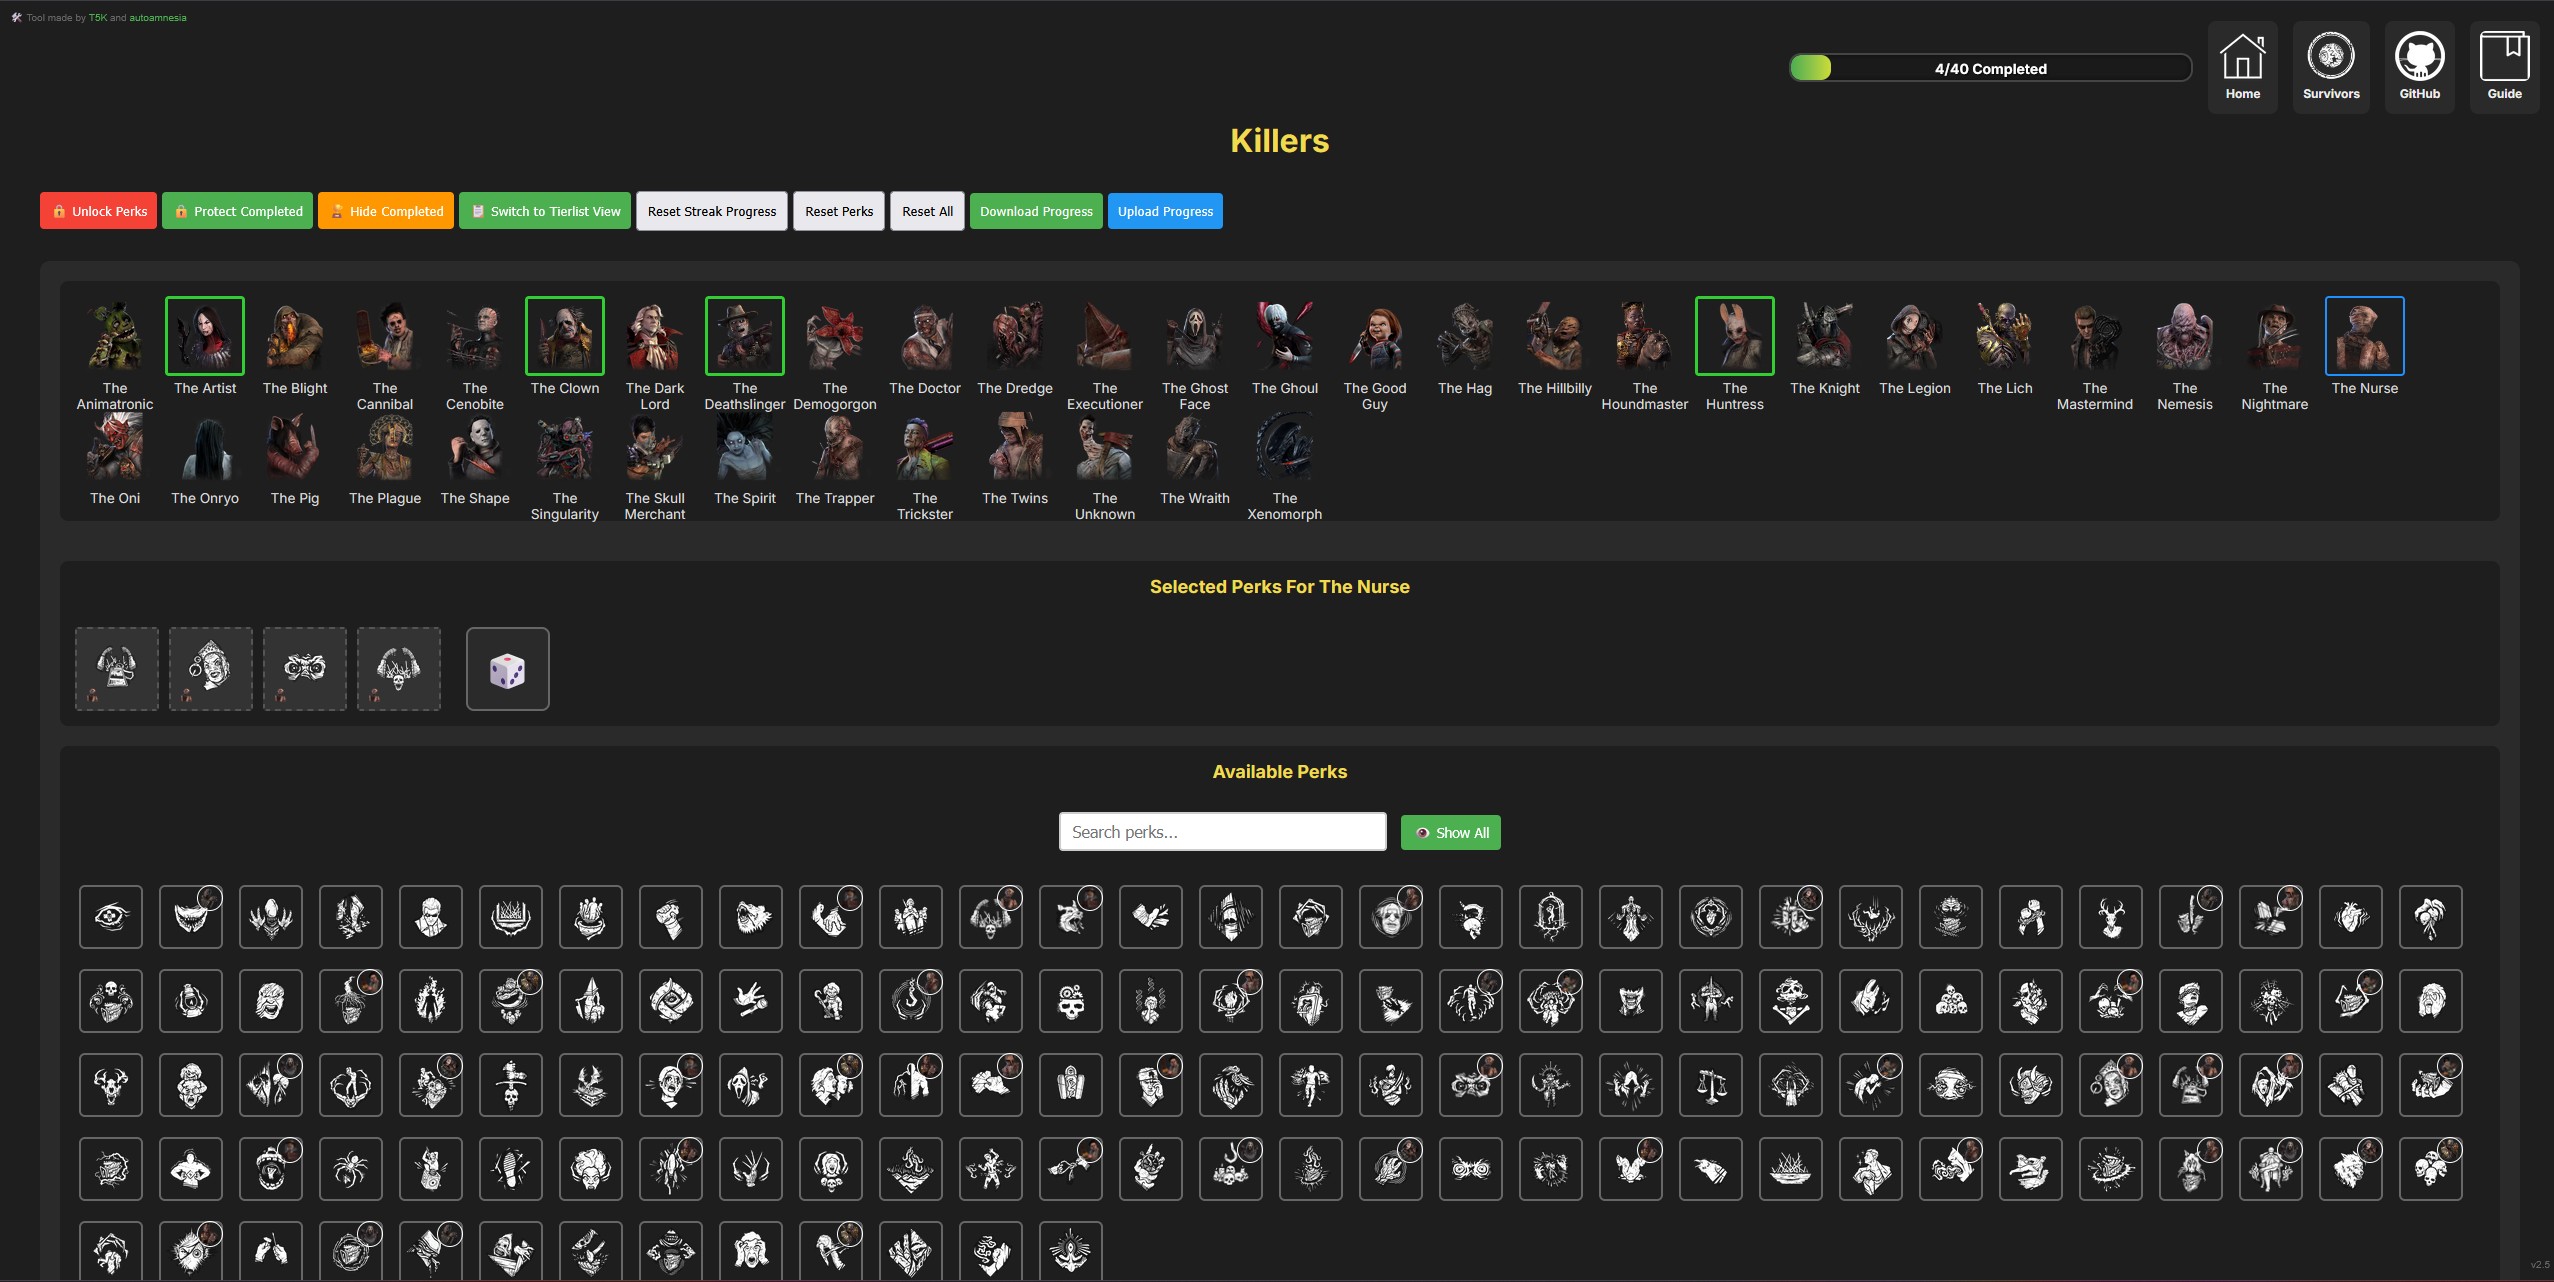 🛠 Tool made by T5K and autoamnesia
4/40 Completed
Home
Survivors
GitHub
Guide
Killers
🔒 Unlock Perks
🔒 Protect Completed
Hide Completed
Switch to Tierlist View
Reset Streak Progress
Reset Perks
Reset All
Download Progress
Upload Progress
The
Animatronic
The Artist
The Blight
The
Cannibal
The
Cenobite
The Clown
The Dark
Lord
The
Deathslinger
The
Demogorgon
The Doctor
The Dredge
The
Executioner
The Ghost
Face
The Ghoul
The Good
Guy
The Hag
The Hillbilly
The
Houndmaster
The
Huntress
The Knight
The Legion
The Lich
The
Mastermind
The
Nemesis
The
Nightmare
The Nurse
The Oni
The Onryo
The Pig
The Plague
The Shape
The
Singularity
The Skull
Merchant
The Spirit
The Trapper
The
Trickster
The Twins
The
Unknown
The Wraith
The
Xenomorph
Selected Perks For The Nurse
Available Perks
Search perks...
Show All
v2.5